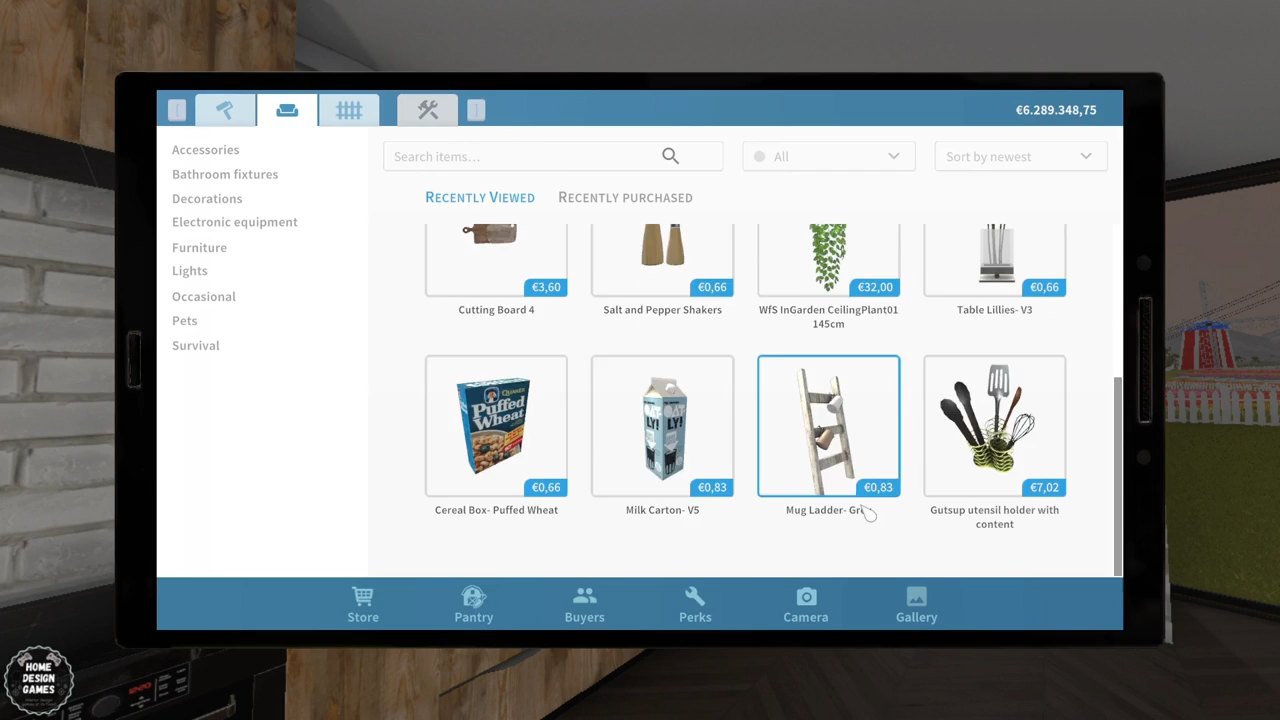 €6.289.348,75
Search items…
All
Sort by newest
Accessories
Bathroom fixtures
Decorations
Electronic equipment
Furniture
Lights
Occasional
Pets
Survival
RECENTLY VIEWED
RECENTLY PURCHASED
€3,60
€0,66
€32,00
€0,66
Cutting Board 4
Salt and Pepper Shakers
WfS InGarden CeilingPlant01
145cm
Table Lillies- V3
QUAKER
Puffed
Wheat
OAT-
LY!
€0,66
€0,83
€0,83
€7,02
Cereal Box- Puffed Wheat
Milk Carton- V5
Mug Ladder-
Gutsup utensil holder with
content
Store
Pantry
Buyers
Perks
Camera
Gallery
HOME
DESIGN
GAMES